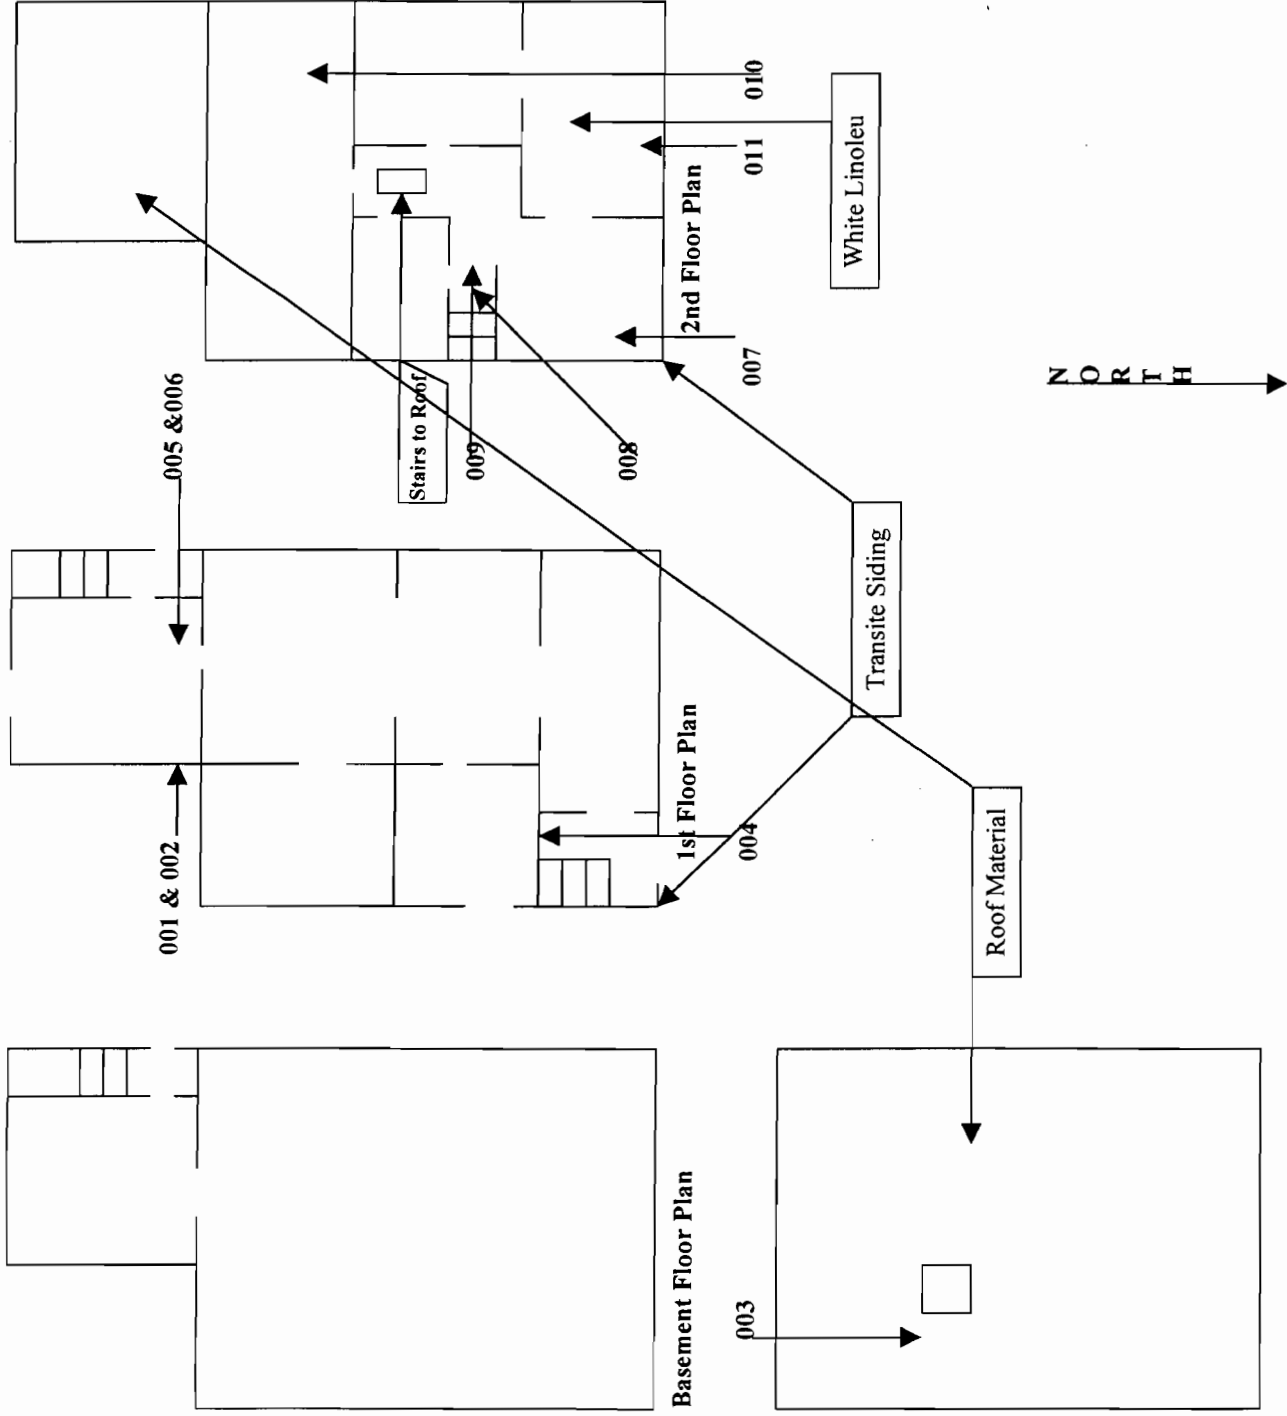 005 &006
001 & 002
Stairs to Roof
009
008
007
010
011
2nd Floor Plan
White Linoleu
1st Floor Plan
004
Transite Siding
Roof Material
Basement Floor Plan
003
NORTH